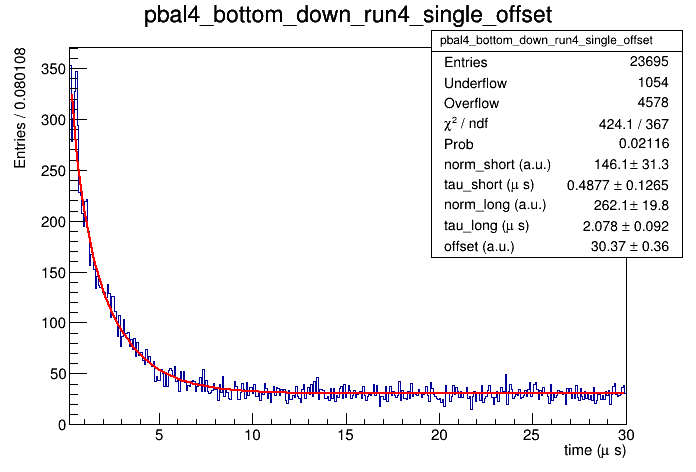 pbal4_bottom_down_run4_single_offset
pbal4_bottom_down_run4_single_offset
Entries 23695
Underflow 1054
Overflow 4578
χ² / ndf 424.1 / 367
Prob 0.02116
norm_short (a.u.) 146.1 ± 31.3
tau_short (μ s) 0.4877 ± 0.1265
norm_long (a.u.) 262.1 ± 19.8
tau_long (μ s) 2.078 ± 0.092
offset (a.u.) 30.37 ± 0.36
Entries / 0.080108
350
300
250
200
150
100
50
0
5 10 15 20 25 30
time (μ s)